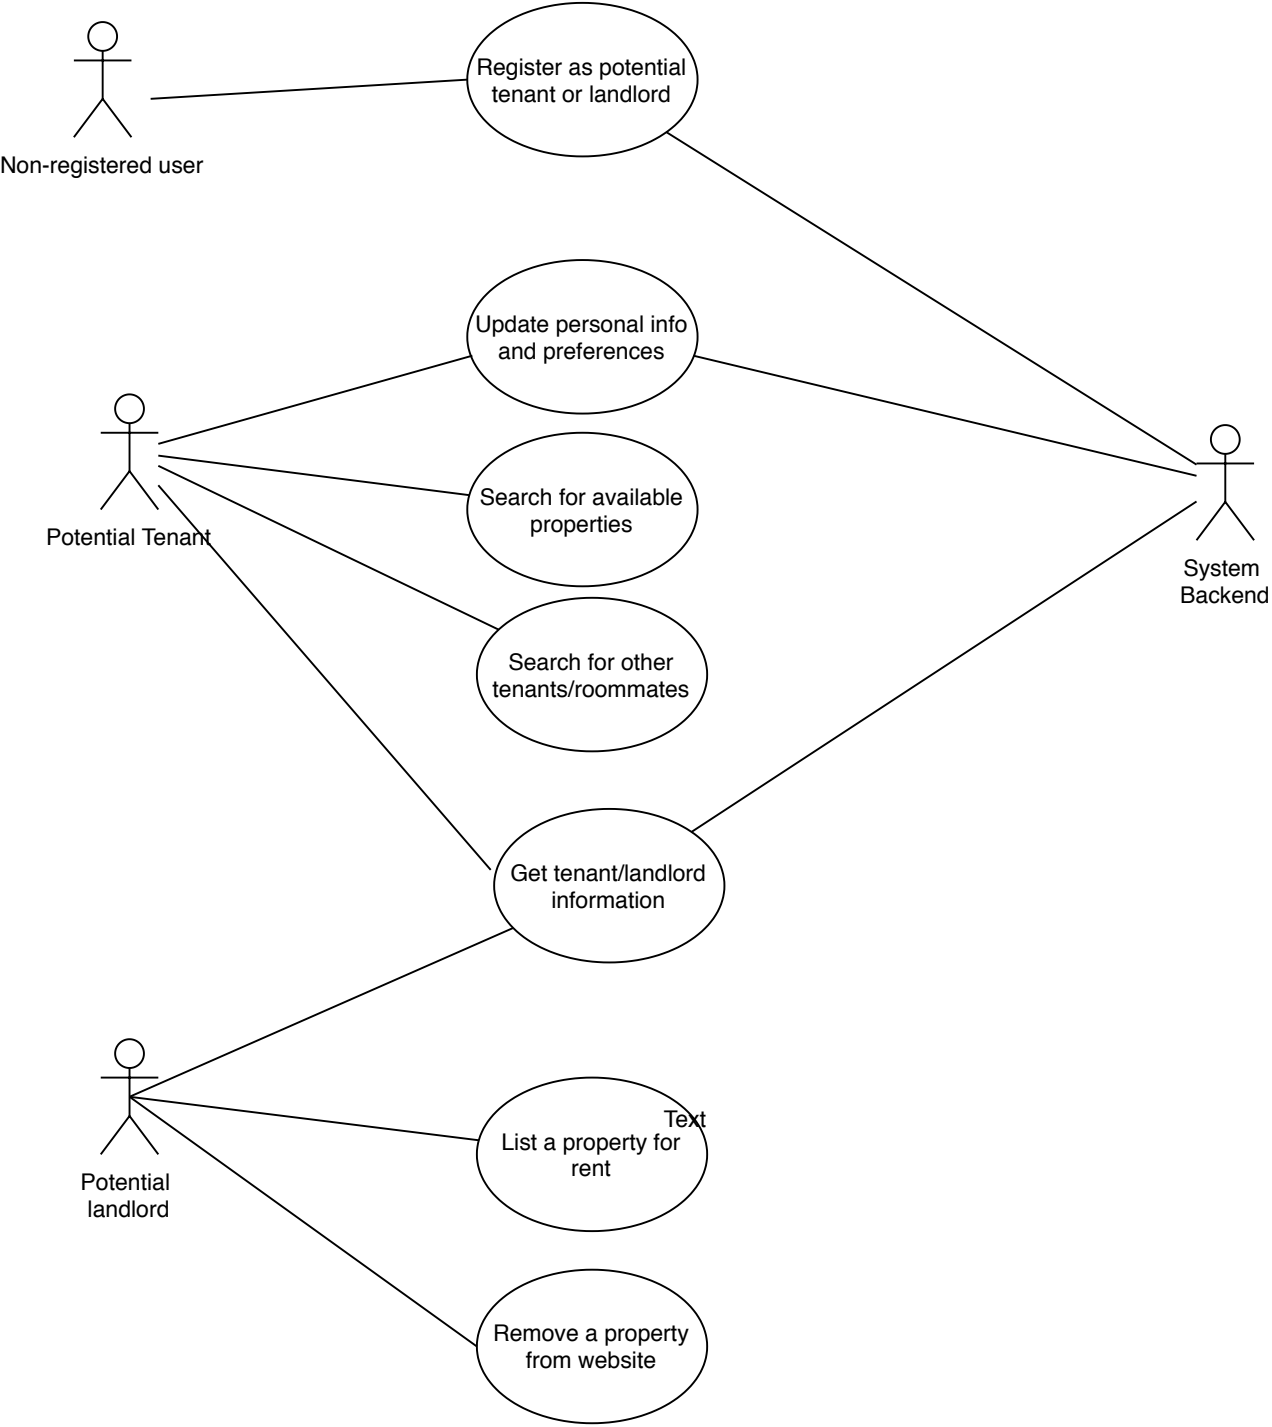 Register as potential
tenant or landlord
Non-registered user
Update personal info
and preferences
Search for available
properties
Potential Tenant
System
Backend
Search for other
tenants/roommates
Get tenant/landlord
information
Text
List a property for
rent
Potential
landlord
Remove a property
from website